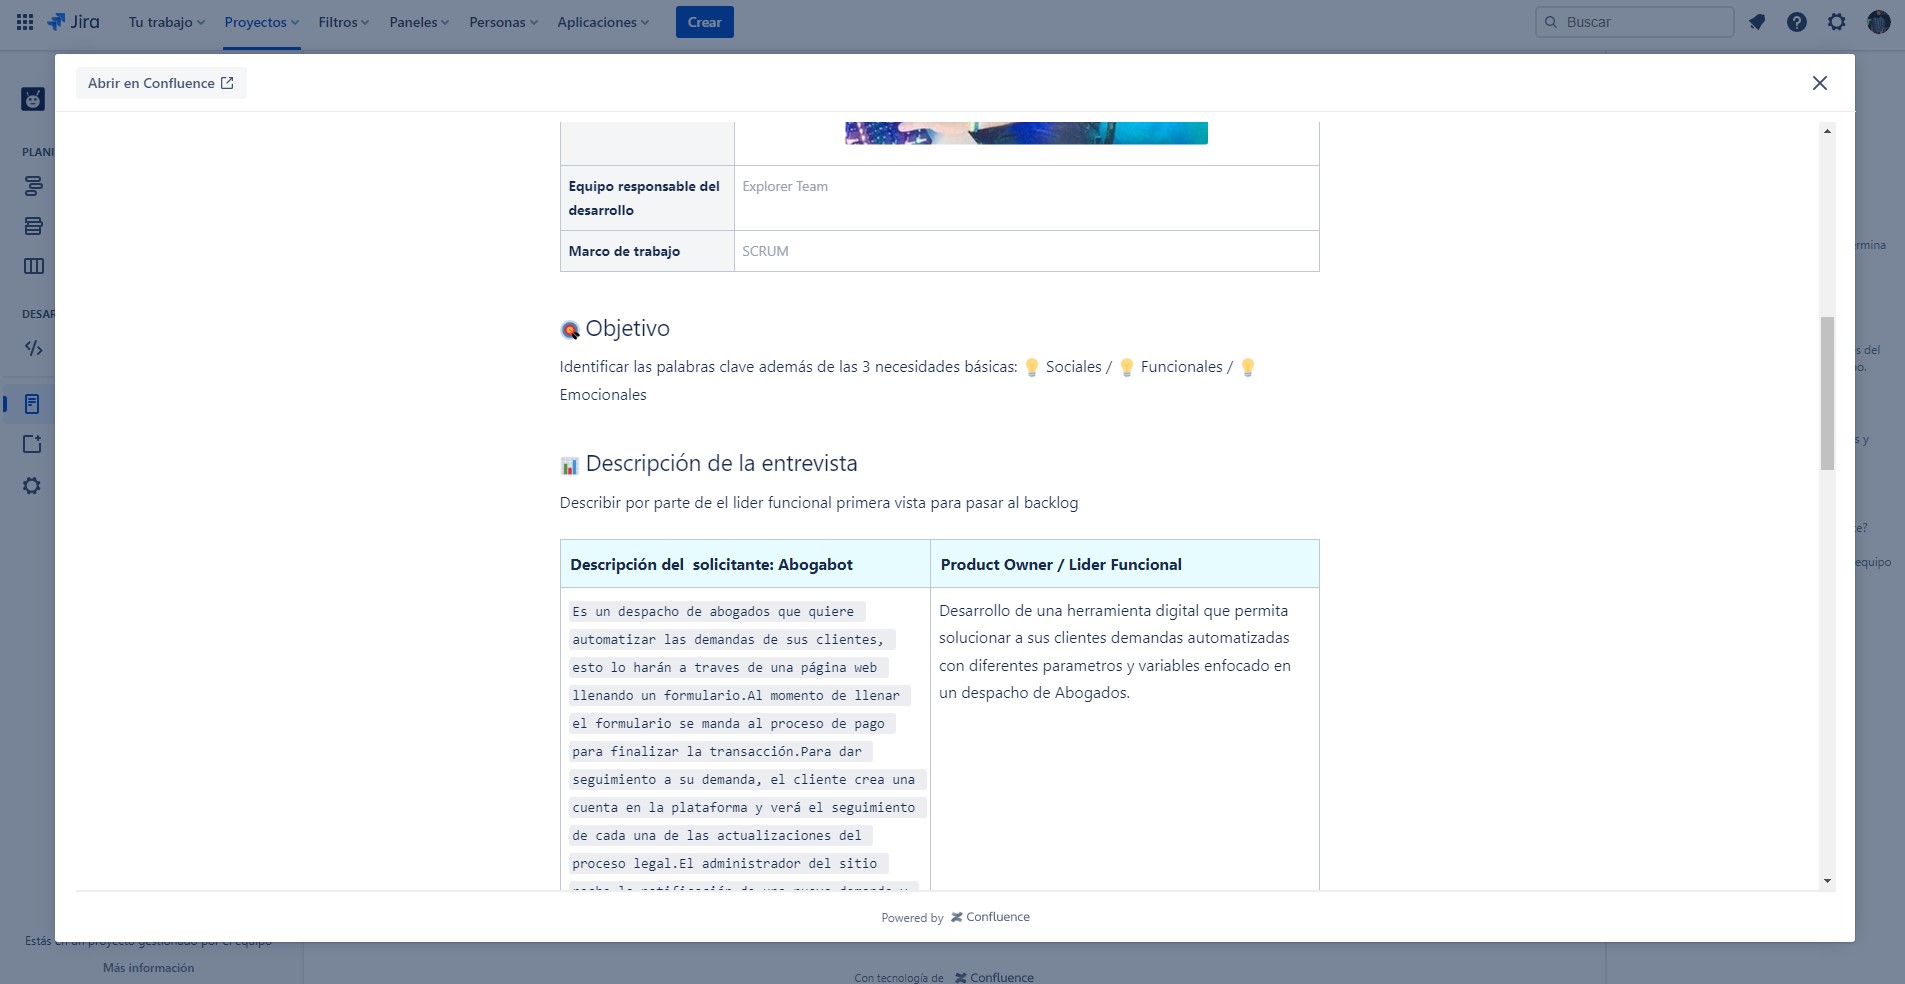 Jira
Tu trabajo
Proyectos
Filtros
Paneles
Personas
Aplicaciones
Crear
Buscar
Abrir en Confluence
PLANI
DESAR
Equipo responsable del
desarrollo
Explorer Team
Marco de trabajo
SCRUM
Objetivo
Identificar las palabras clave además de las 3 necesidades básicas: Sociales / Funcionales /
Emocionales
Descripción de la entrevista
Describir por parte de el lider funcional primera vista para pasar al backlog
Descripción del solicitante: Abogabot
Product Owner / Lider Funcional
Es un despacho de abogados que quiere
automatizar las demandas de sus clientes,
esto lo harán a traves de una página web
llenando un formulario.Al momento de llenar
el formulario se manda al proceso de pago
para finalizar la transacción.Para dar
seguimiento a su demanda, el cliente crea una
cuenta en la plataforma y verá el seguimiento
de cada una de las actualizaciones del
proceso legal.El administrador del sitio
Desarrollo de una herramienta digital que permita
solucionar a sus clientes demandas automatizadas
con diferentes parametros y variables enfocado en
un despacho de Abogados.
ermina
s del
o.
s y
e?
equipo
Powered by Confluence
Estás en un proyecto gestionado por el equipo
Más información
Con tecnología de Confluence